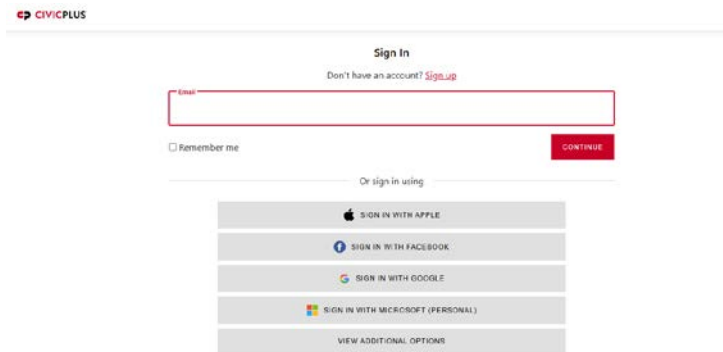 CIVICPLUS
Sign In
Don't have an account? Sign up
Email
Remember me
CONTINUE
Or sign in using
SIGN IN WITH APPLE
SIGN IN WITH FACEBOOK
SIGN IN WITH GOOGLE
SIGN IN WITH MICROSOFT (PERSONAL)
VIEW ADDITIONAL OPTIONS